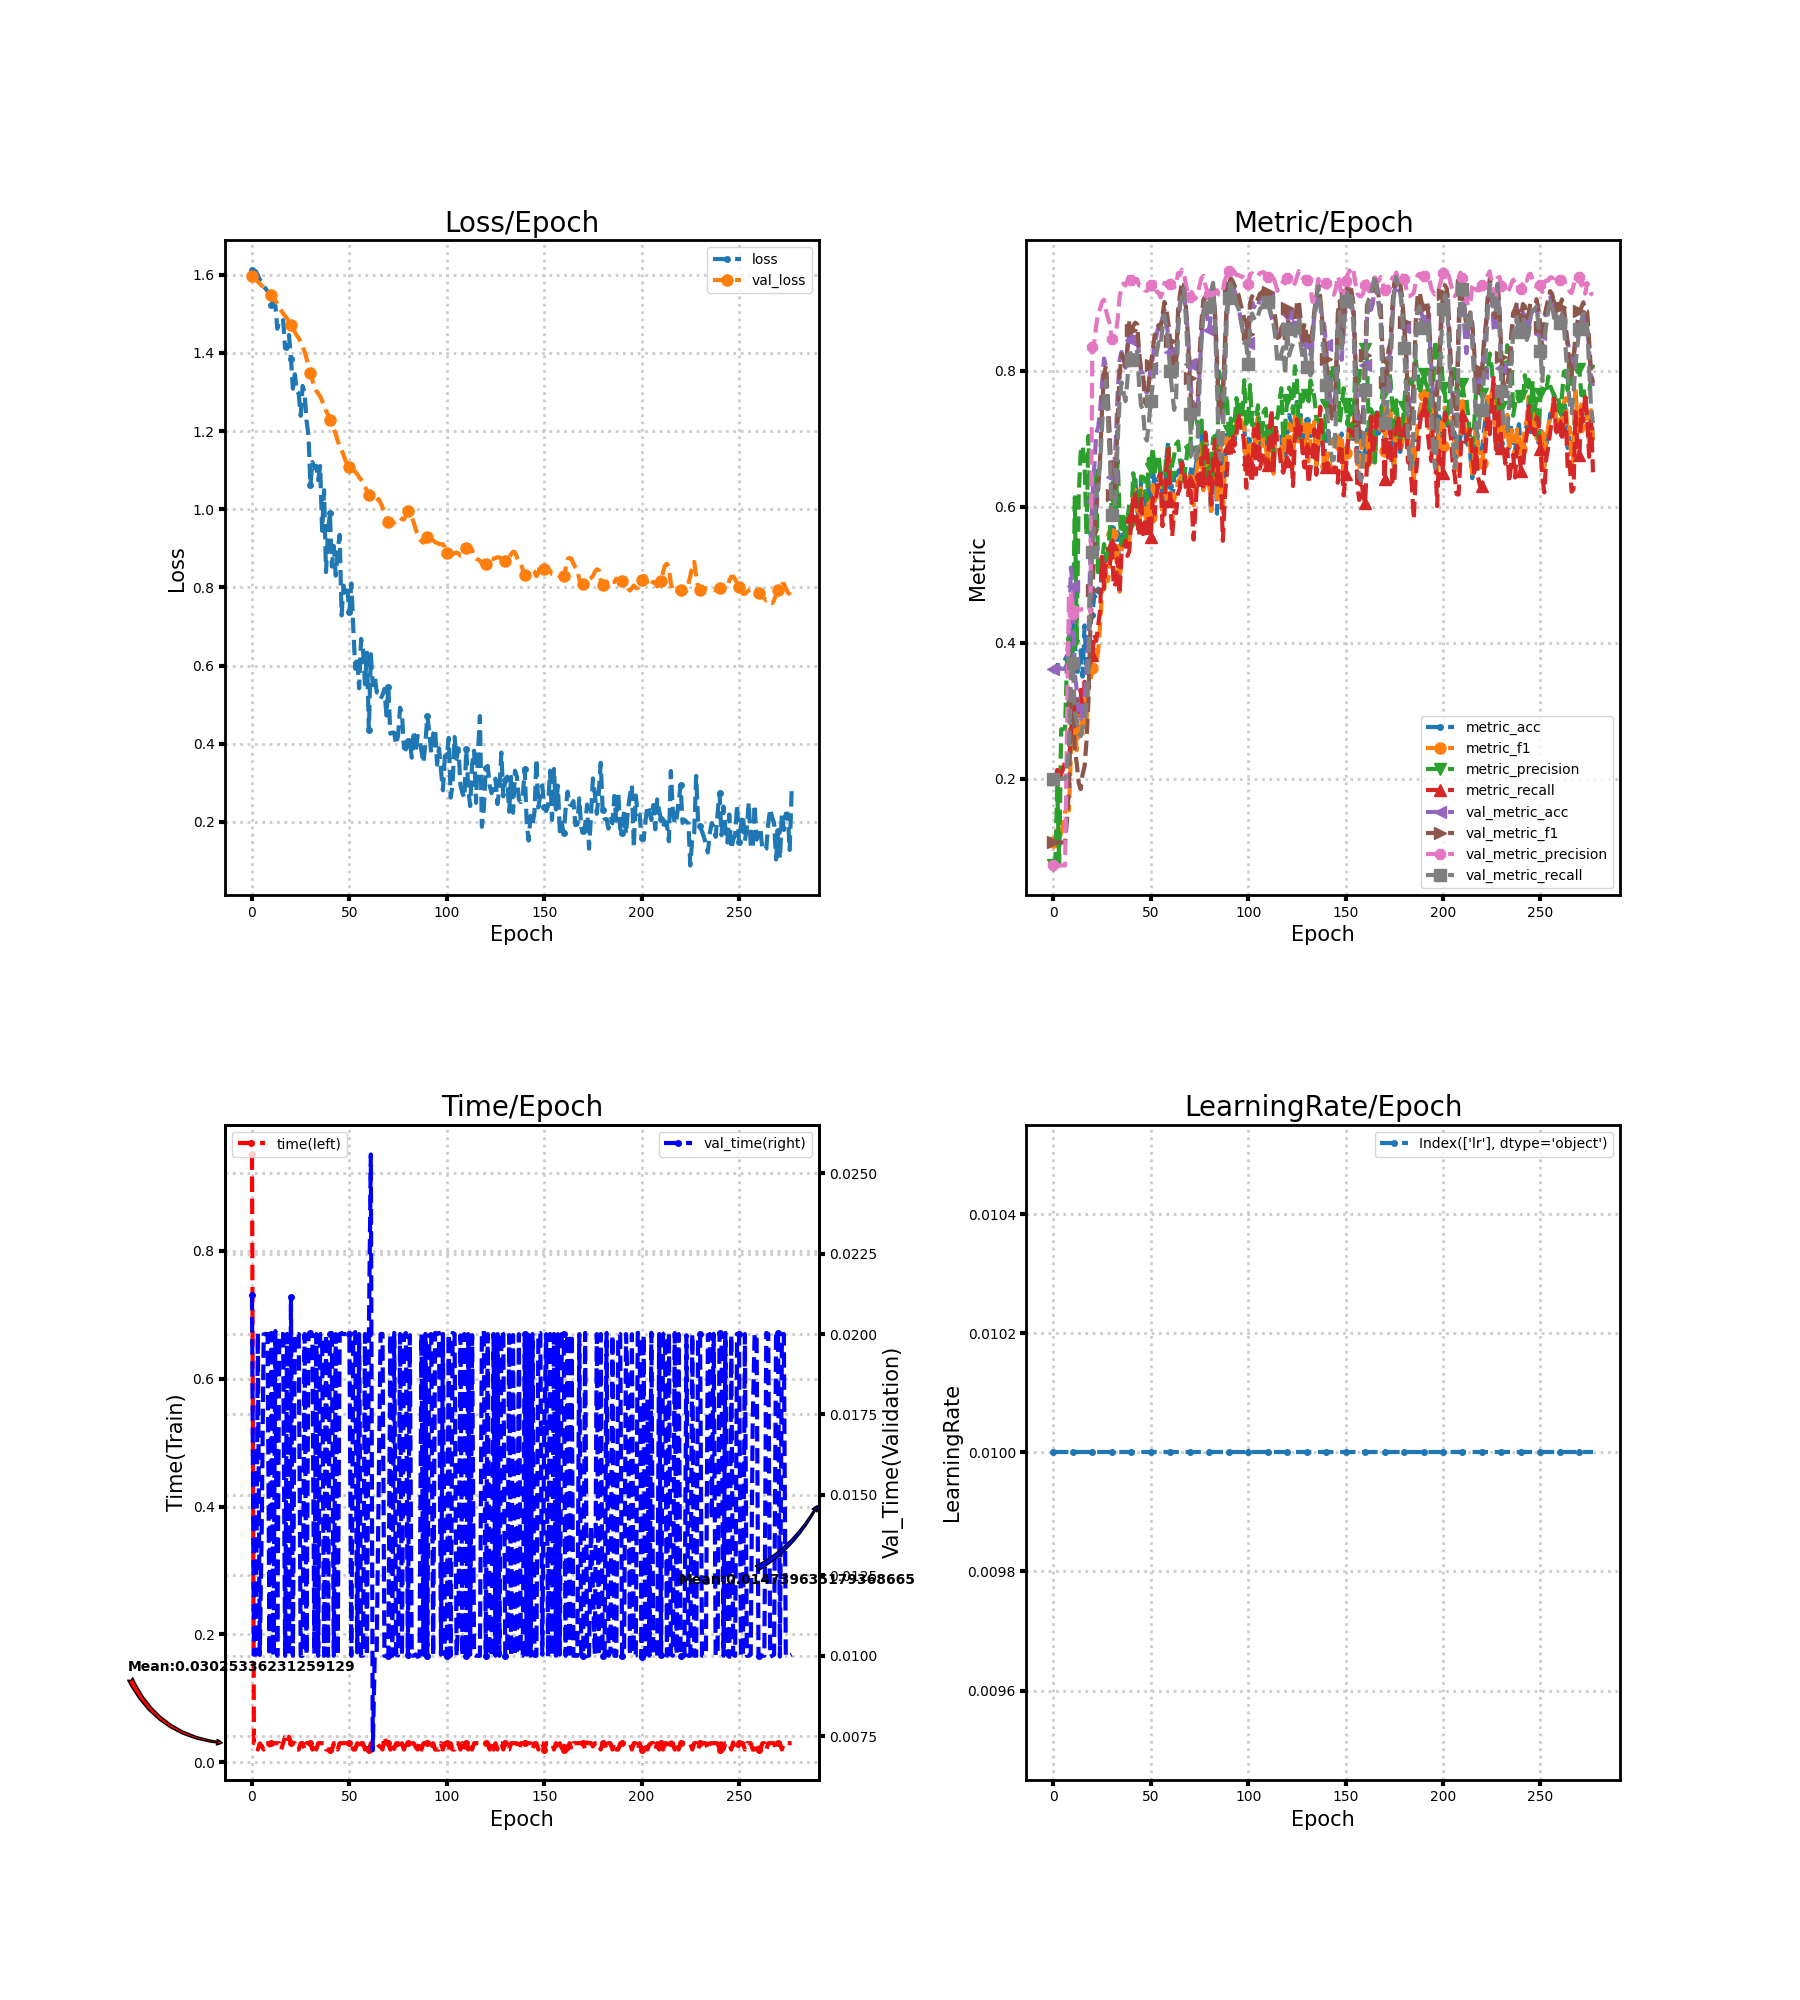 Loss/Epoch
loss
val_loss
1.6
1.4
1.2
1.0
0.8
0.6
0.4
0.2
Loss
0
50
100
150
200
250
Epoch
Metric/Epoch
0.8
0.6
0.4
0.2
Metric
metric_acc
metric_f1
metric_precision
metric_recall
val_metric_acc
val_metric_f1
val_metric_precision
val_metric_recall
0
50
100
150
200
250
Epoch
Time/Epoch
time(left)
val_time(right)
0.8
0.6
0.4
0.2
0.0
Time(Train)
0.0250
0.0225
0.0200
0.0175
0.0150
0.0125
0.0100
0.0075
Val_Time(Validation)
Mean:0.014739635179368665
Mean:0.03025336231259129
0
50
100
150
200
250
Epoch
LearningRate/Epoch
Index(['lr'], dtype='object')
0.0104
0.0102
0.0100
0.0098
0.0096
LearningRate
0
50
100
150
200
250
Epoch